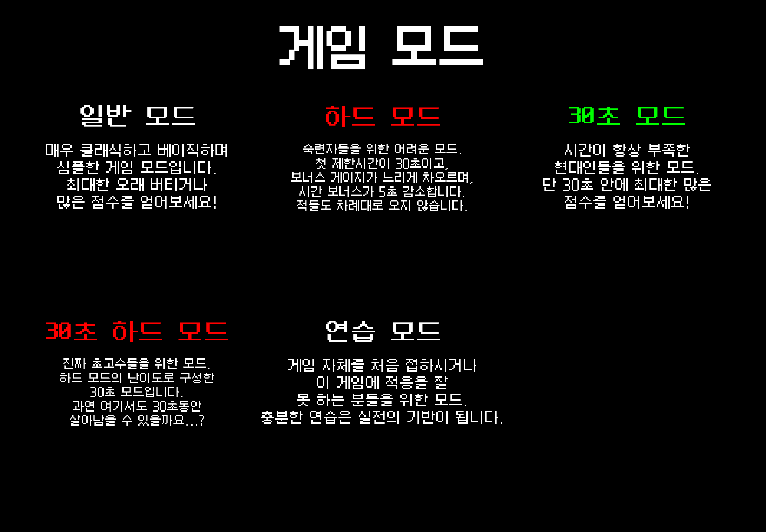 게임 모드
일반 모드
매우 클래식하고 베이직하며
심플한 게임 모드입니다.
최대한 오래 버티거나
많은 점수를 얻어보세요!
하드 모드
숙련자들을 위한 어려운 모드.
첫 제한시간이 30초이고,
보너스 게이지가 느리게 차오르며,
시간 보너스가 5초 감소합니다.
적들도 차례대로 오지 않습니다.
30초 모드
시간이 항상 부족한
현대인들을 위한 모드.
단 30초 안에 최대한 많은
점수를 얻어보세요!
30초 하드 모드
진짜 초고수들을 위한 모드.
하드 모드의 난이도로 구성한
30초 모드입니다.
과연 여기서도 30초동안
살아남을 수 있을까요...?
연습 모드
게임 자체를 처음 접하시거나
이 게임에 적응을 잘
못 하는 분들을 위한 모드.
충분한 연습은 실전의 기반이 됩니다.